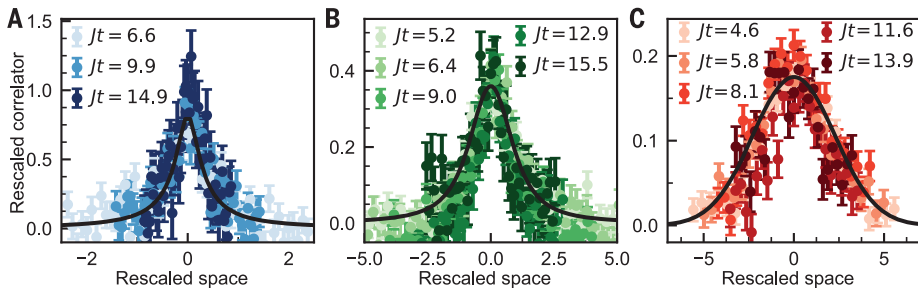 A
Rescaled correlator
1.5
1.0
0.5
0.0
Jt=6.6
Jt=9.9
Jt=14.9
−2 0 2
Rescaled space
B
0.4
0.2
0.0
Jt=5.2
Jt=6.4
Jt=9.0
Jt=12.9
Jt=15.5
−5.0 −2.5 0.0 2.5 5.0
Rescaled space
C
0.2
0.1
0.0
Jt=4.6
Jt=5.8
Jt=8.1
Jt=11.6
Jt=13.9
−5 0 5
Rescaled space